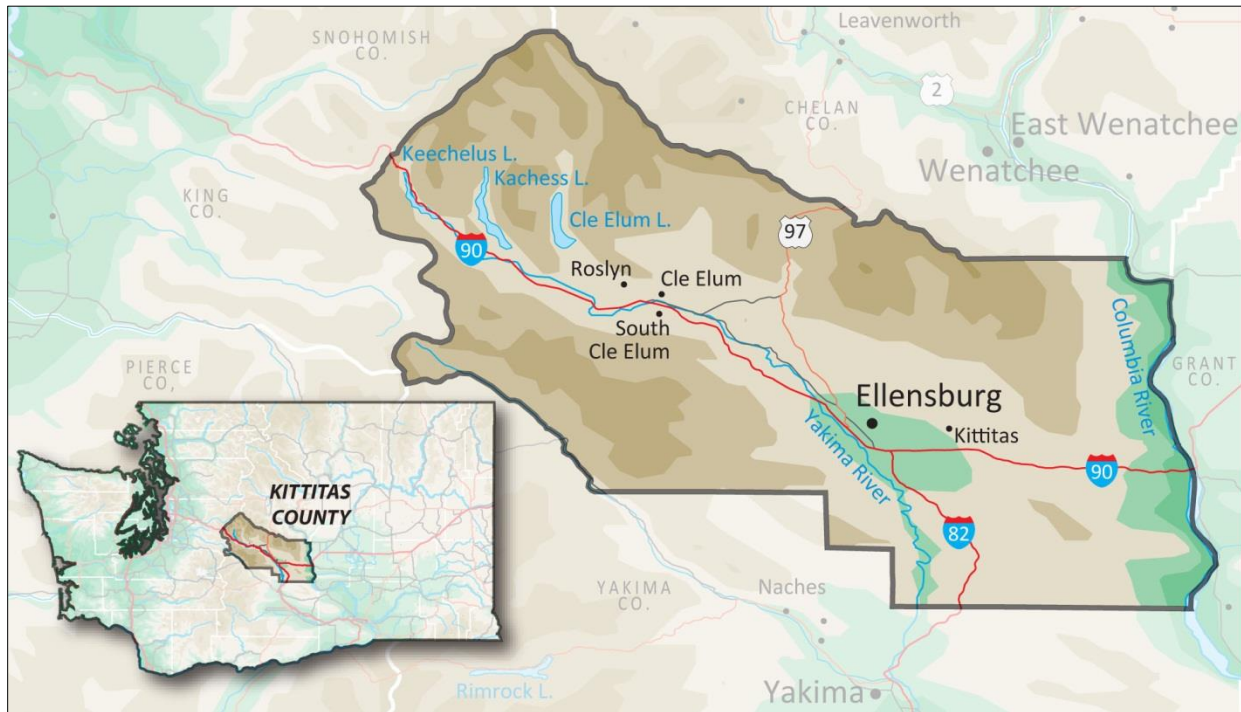 SNOHOMISH
CO.
Leavenworth
2
CHELAN
CO.
East Wenatchee
Wenatchee
Keechelus L.
Kachess L.
KING
CO.
Cle Elum L.
97
90
Roslyn
Cle Elum
South
Cle Elum
Columbia River
PIERCE
CO,
GRANT
CO.
Ellensburg
Kittitas
Yakima River
90
KITTITAS
COUNTY
82
YAKIMA
CO.
Naches
Rimrock L.
Yakima